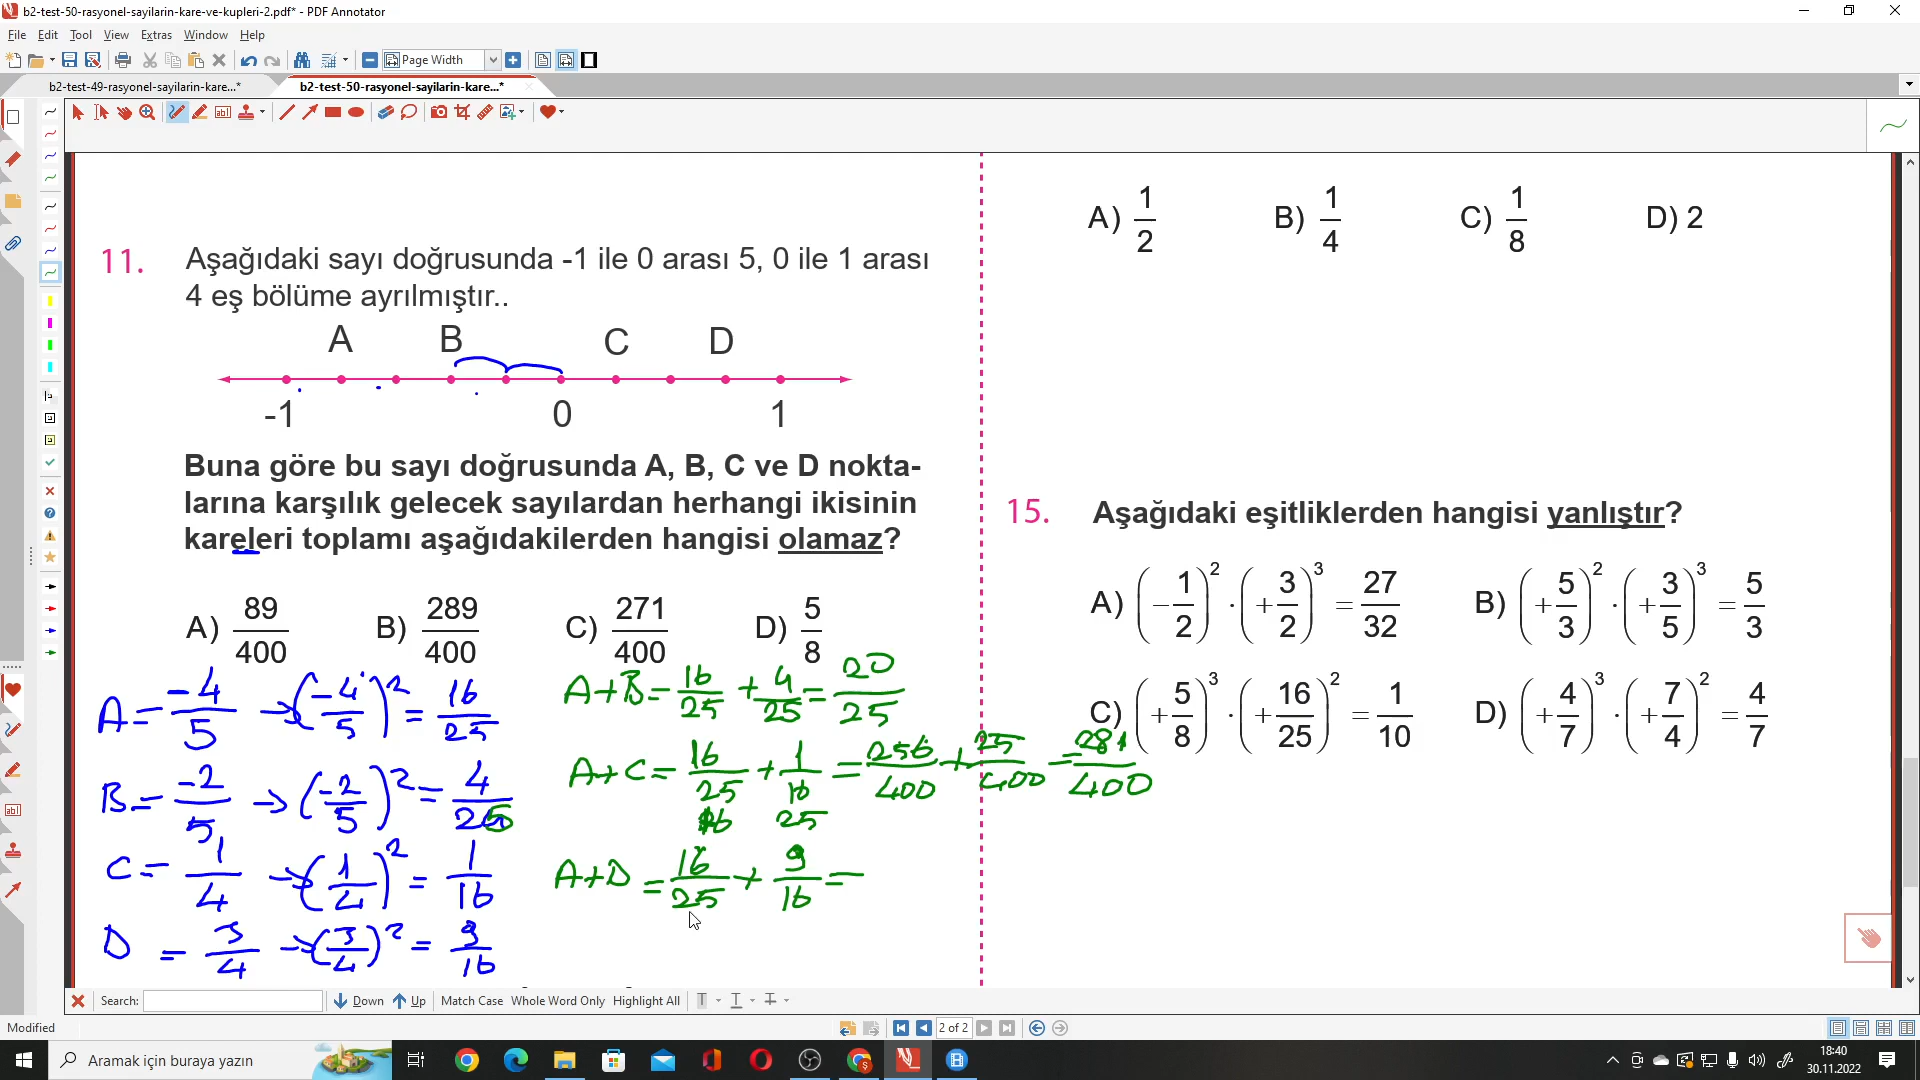 b2-test-50-rasyonel-sayilarin-kare-ve-kupleri-2.pdf* - PDF Annotator
File Edit Tool View Extras Window Help
Page Width
b2-test-49-rasyonel-sayilarin-kare...* b2-test-50-rasyonel-sayilarin-kare...*
11. Aşağıdaki sayı doğrusunda -1 ile 0 arası 5, 0 ile 1 arası
4 eş bölüme ayrılmıştır..
A B C D
-1 0 1
Buna göre bu sayı doğrusunda A, B, C ve D nokta-
larına karşılık gelecek sayılardan herhangi ikisinin
kareleri toplamı aşağıdakilerden hangisi olamaz?
A) 89/400 B) 289/400 C) 271/400 D) 5/8
A = -4/5 → (-4/5)² = 16/25
B = -2/5 → (-2/5)² = 4/25
C = 1/4 → (1/4)² = 1/16
D = 3/4 → (3/4)² = 9/16
A+B = 16/25 + 4/25 = 20/25
A+C = 16/25 + 1/16 = 256/400 + 25/400 = 281/400
16 25
A+D = 16/25 + 9/16 =
A) 1/2 B) 1/4 C) 1/8 D) 2
15. Aşağıdaki eşitliklerden hangisi yanlıştır?
A) (-1/2)² · (+3/2)³ = 27/32 B) (+5/3)² · (+3/5)³ = 5/3
C) (+5/8)³ · (+16/25)² = 1/10 D) (+4/7)³ · (+7/4)² = 4/7
Search: Down Up Match Case Whole Word Only Highlight All
Modified 2 of 2
Aramak için buraya yazın
18:40
30.11.2022